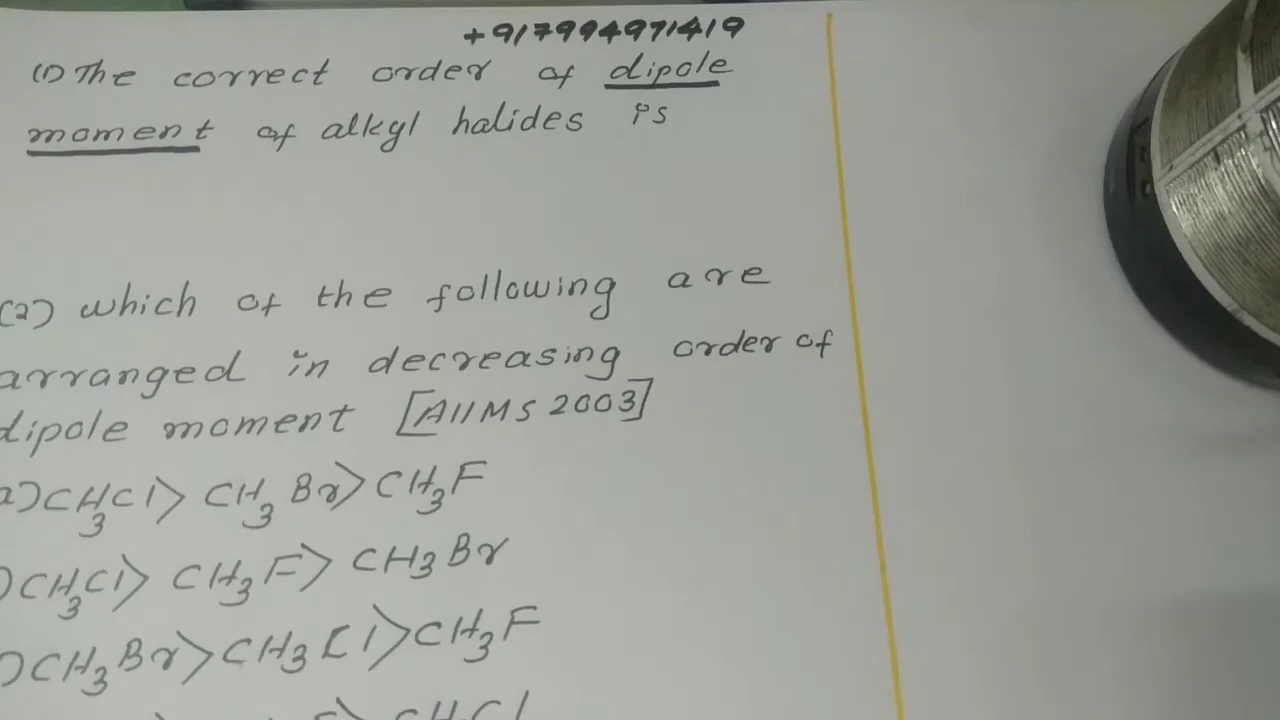 +917994971419
(1) The correct order of dipole
moment of alkyl halides is
(2) which of the following are
arranged in decreasing order of
dipole moment [AIIMS 2003]
a) CH3Cl > CH3Br > CH3F
) CH3Cl > CH3F > CH3Br
) CH3Br > CH3Cl > CH3F